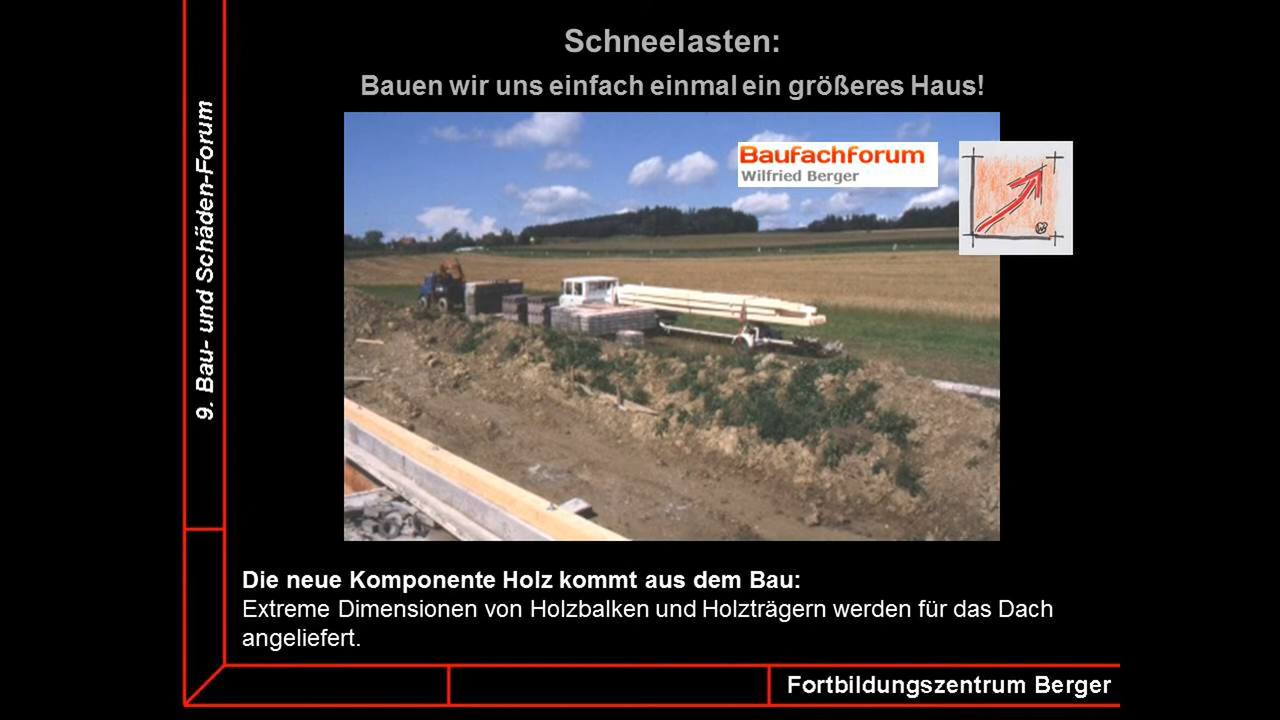 Schneelasten:
Bauen wir uns einfach einmal ein größeres Haus!
Baufachforum
Wilfried Berger
9. Bau- und Schäden-Forum
Die neue Komponente Holz kommt aus dem Bau:
Extreme Dimensionen von Holzbalken und Holzträgern werden für das Dach
angeliefert.
Fortbildungszentrum Berger